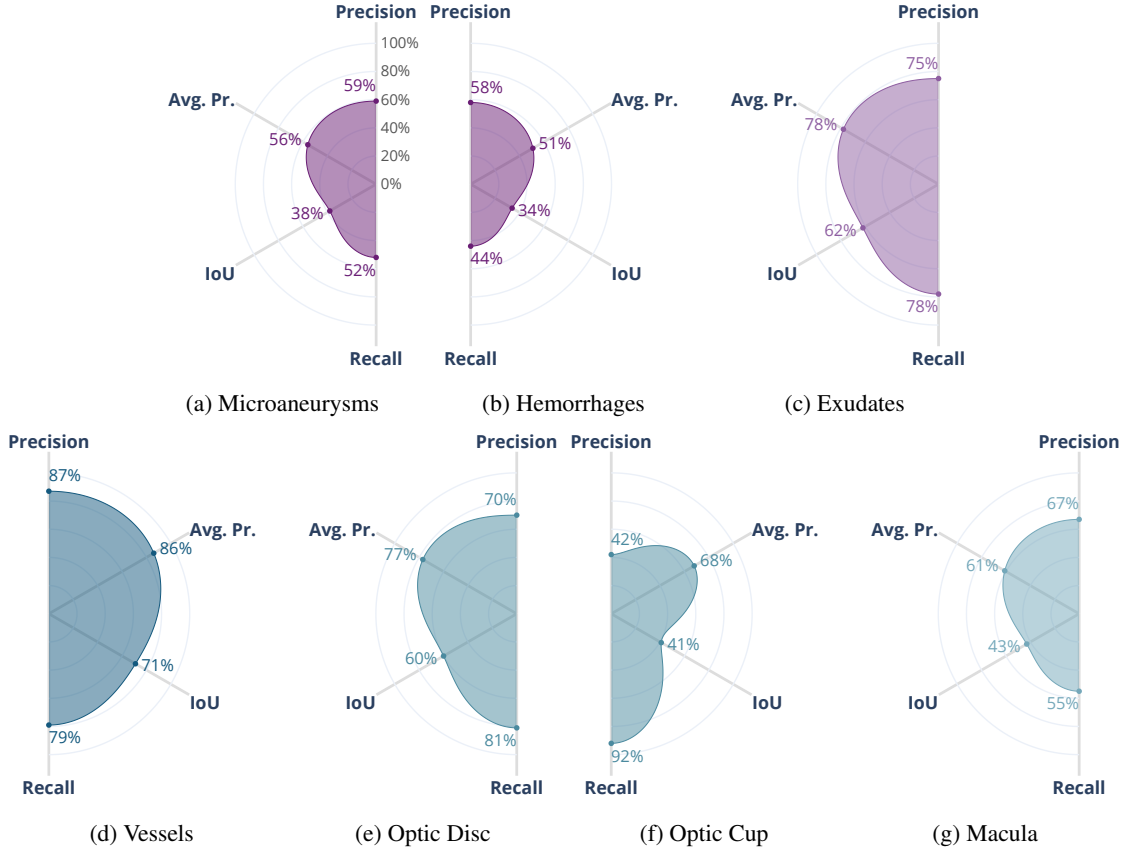 Precision
100%
80%
60%
40%
20%
0%
59%
Avg. Pr.
56%
38%
IoU
52%
Recall
(a) Microaneurysms
Precision
58%
Avg. Pr.
51%
34%
IoU
44%
Recall
(b) Hemorrhages
Precision
75%
Avg. Pr.
78%
62%
IoU
78%
Recall
(c) Exudates
Precision
87%
Avg. Pr.
86%
71%
IoU
79%
Recall
(d) Vessels
Precision
70%
Avg. Pr.
77%
60%
IoU
81%
Recall
(e) Optic Disc
Precision
42%
Avg. Pr.
68%
41%
IoU
92%
Recall
(f) Optic Cup
Precision
67%
Avg. Pr.
61%
43%
IoU
55%
Recall
(g) Macula